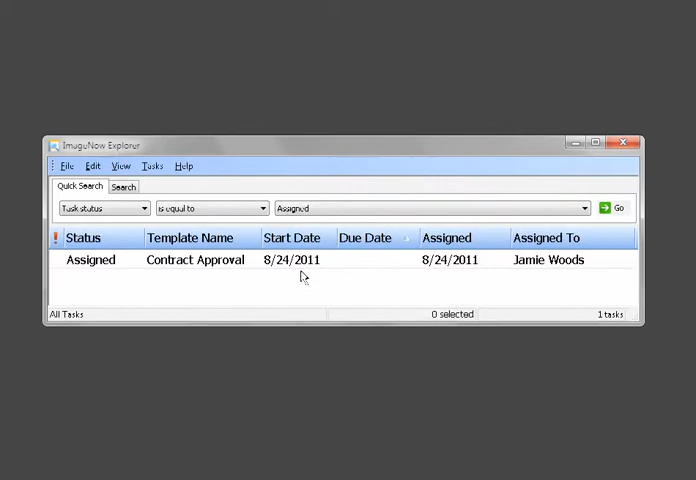 ImageNow Explorer
File Edit View Tasks Help
Quick Search Search
Task status is equal to Assigned Go
! Status Template Name Start Date Due Date Assigned Assigned To
Assigned Contract Approval 8/24/2011 8/24/2011 Jamie Woods
All Tasks 0 selected 1 tasks